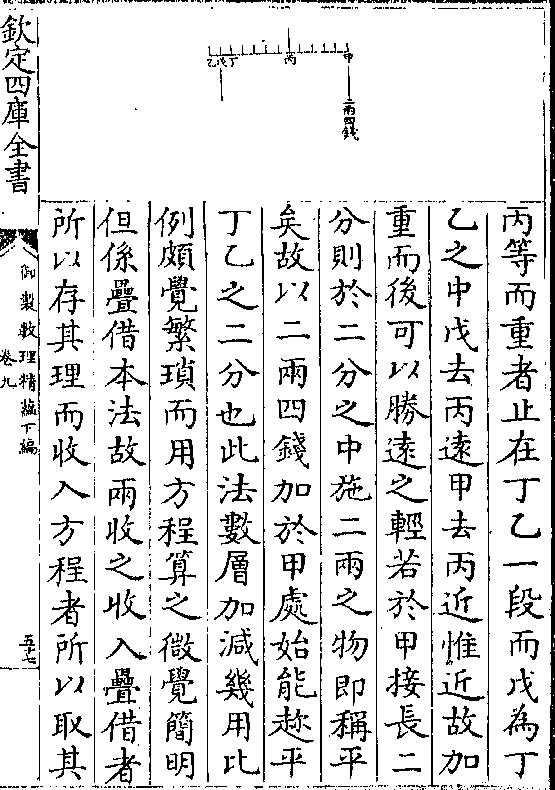 欽定四庫全書
御製數理精蘊下編
卷九
五十七
甲
丙
丁
戊
乙
二兩四錢
丙等而重者止在丁乙一段而戊為丁
乙之中戊去丙遠甲去丙近惟近故加
重而後可以勝遠之輕若於甲接長二
分則於二分之中施二兩之物即稱平
矣故以二兩四錢加於甲處始能趂平
丁乙之二分也此法數層加減幾用比
例頗覺繁瑣而用方程算之微覺簡明
但係疊借本法故兩收之收入疊借者
所以存其理而收入方程者所以取其